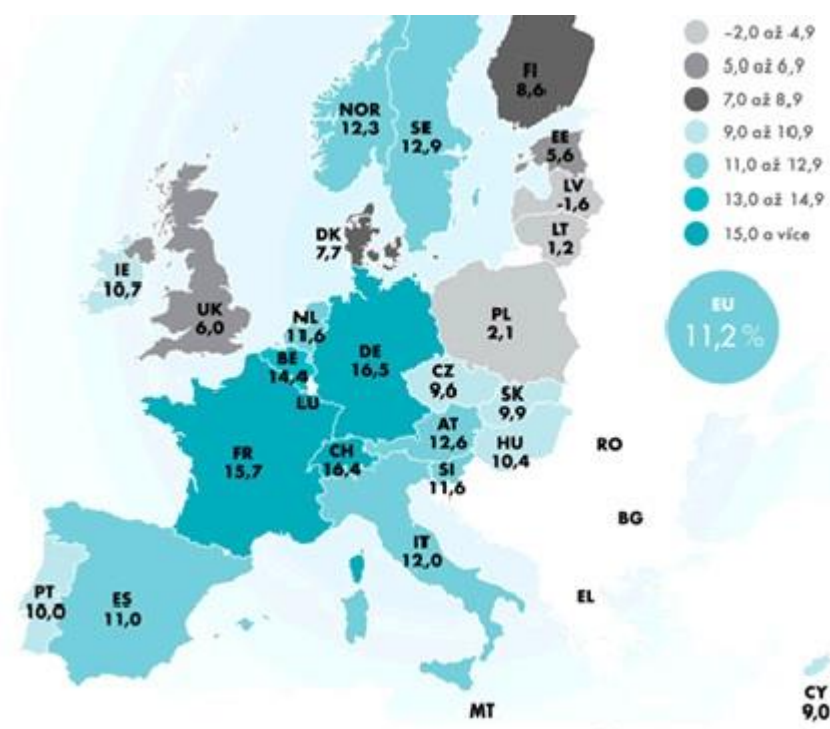 −2,0 až 4,9
5,0 až 6,9
7,0 až 8,9
9,0 až 10,9
11,0 až 12,9
13,0 až 14,9
15,0 a více
EU
11,2 %
FI
8,6
NOR
12,3
SE
12,9
EE
5,6
LV
-1,6
LT
1,2
DK
7,7
IE
10,7
UK
6,0
NL
11,6
BE
14,4
LU
DE
16,5
PL
2,1
CZ
9,6
SK
9,9
AT
12,6
HU
10,4
RO
FR
15,7
CH
16,4
SI
11,6
BG
IT
12,0
EL
PT
10,0
ES
11,0
CY
9,0
MT